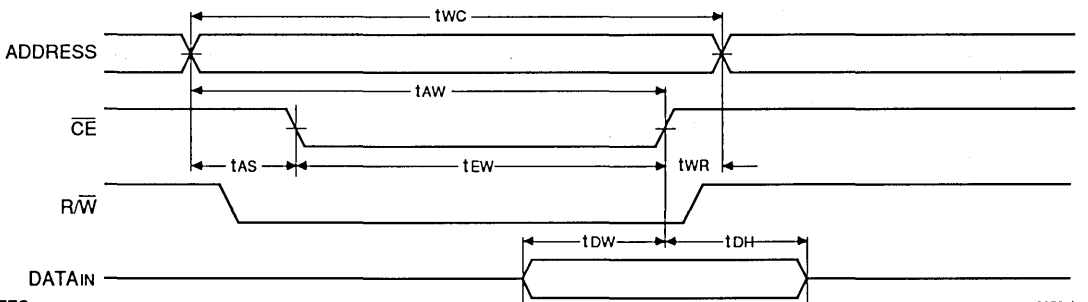 tWC
ADDRESS
tAW
CE
tAS
tEW
tWR
R/W
tDW
tDH
DATAIN